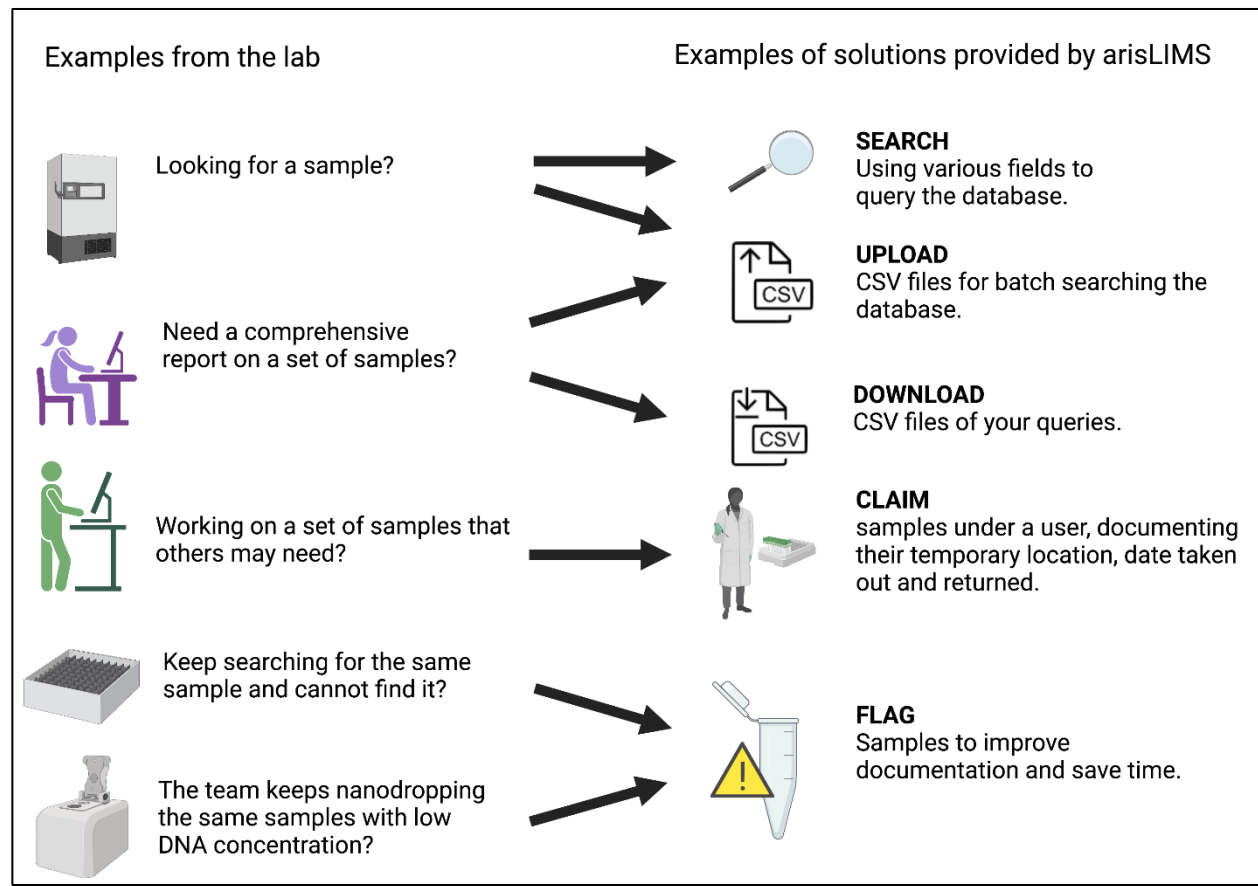 Examples from the lab
Examples of solutions provided by arisLIMS
Looking for a sample?
SEARCH
Using various fields to
query the database.
UPLOAD
CSV files for batch searching the
database.
CSV
Need a comprehensive
report on a set of samples?
DOWNLOAD
CSV files of your queries.
CSV
Working on a set of samples that
others may need?
CLAIM
samples under a user, documenting
their temporary location, date taken
out and returned.
Keep searching for the same
sample and cannot find it?
FLAG
Samples to improve
documentation and save time.
The team keeps nanodropping
the same samples with low
DNA concentration?